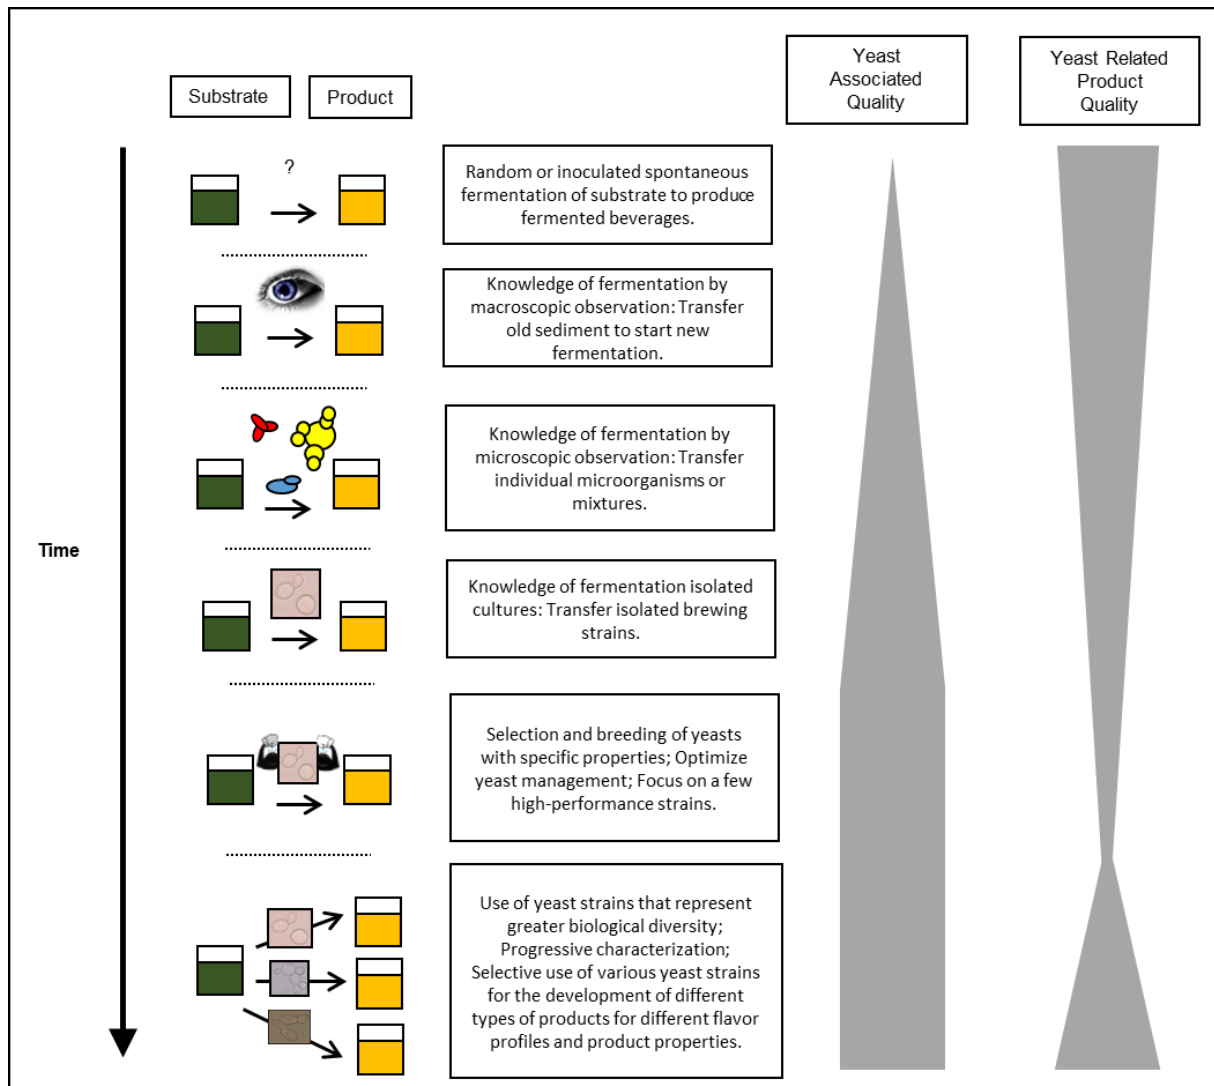 Substrate
Product
Yeast
Associated
Quality
Yeast Related
Product
Quality
?
Random or inoculated spontaneous
fermentation of substrate to produce
fermented beverages.
Knowledge of fermentation by
macroscopic observation: Transfer
old sediment to start new
fermentation.
Knowledge of fermentation by
microscopic observation: Transfer
individual microorganisms or
mixtures.
Time
Knowledge of fermentation isolated
cultures: Transfer isolated brewing
strains.
Selection and breeding of yeasts
with specific properties; Optimize
yeast management; Focus on a few
high-performance strains.
Use of yeast strains that represent
greater biological diversity;
Progressive characterization;
Selective use of various yeast strains
for the development of different
types of products for different flavor
profiles and product properties.